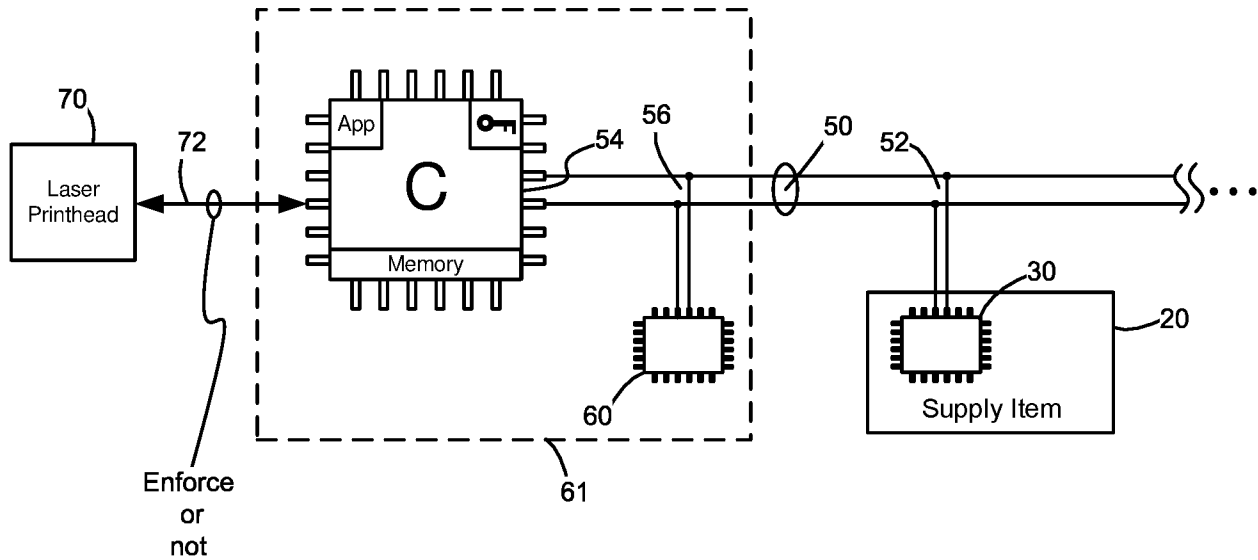 70
Laser
Printhead
72
Enforce
or
not
App
C
Memory
54
56
50
52
60
61
30
20
Supply Item